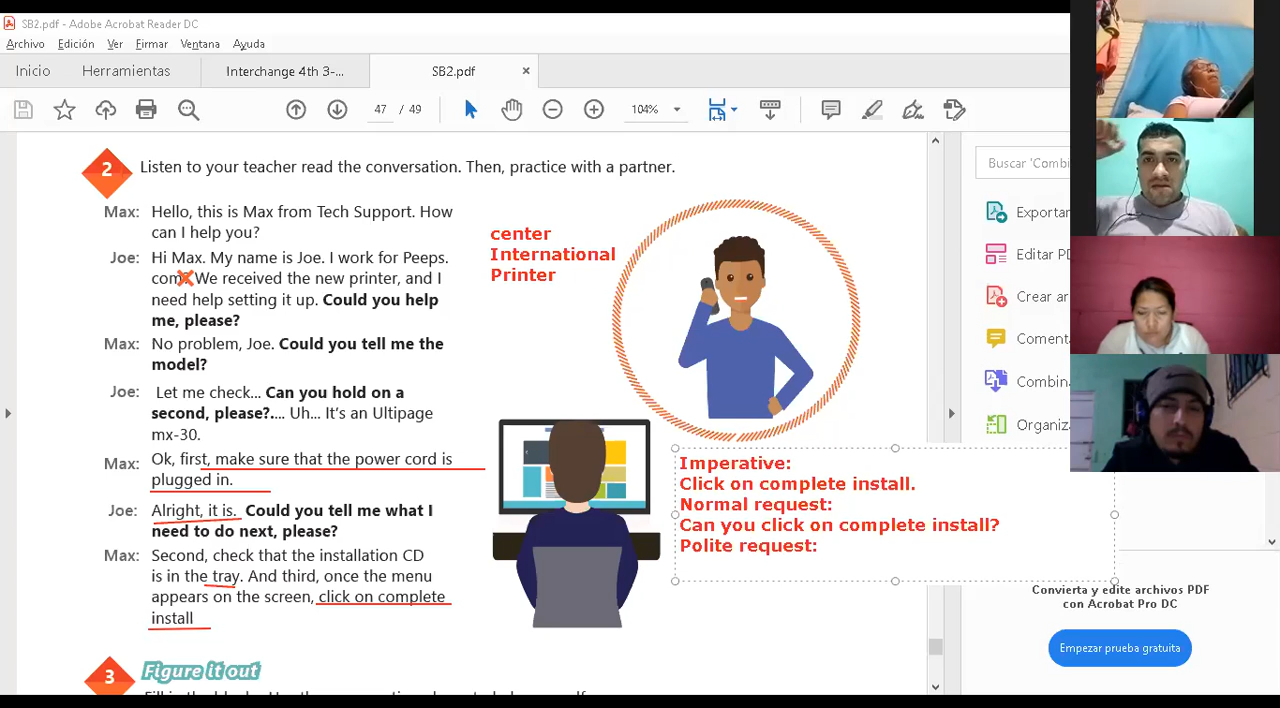 SB2.pdf - Adobe Acrobat Reader DC
Archivo Edición Ver Firmar Ventana Ayuda
Inicio Herramientas Interchange 4th 3-... SB2.pdf ×
47 / 49 104%
2 Listen to your teacher read the conversation. Then, practice with a partner.
Max: Hello, this is Max from Tech Support. How
can I help you?
Joe: Hi Max. My name is Joe. I work for Peeps.
com. We received the new printer, and I
need help setting it up. Could you help
me, please?
Max: No problem, Joe. Could you tell me the
model?
Joe: Let me check... Can you hold on a
second, please?.... Uh... It's an Ultipage
mx-30.
Max: Ok, first, make sure that the power cord is
plugged in.
Joe: Alright, it is. Could you tell me what I
need to do next, please?
Max: Second, check that the installation CD
is in the tray. And third, once the menu
appears on the screen, click on complete
install
center
International
Printer
Imperative:
Click on complete install.
Normal request:
Can you click on complete install?
Polite request:
3 Figure it out
Buscar 'Combi
Exportar
Editar PD
Crear ar
Comenta
Combin
Organiz
Convierta y edite archivos PDF
con Acrobat Pro DC
Empezar prueba gratuita